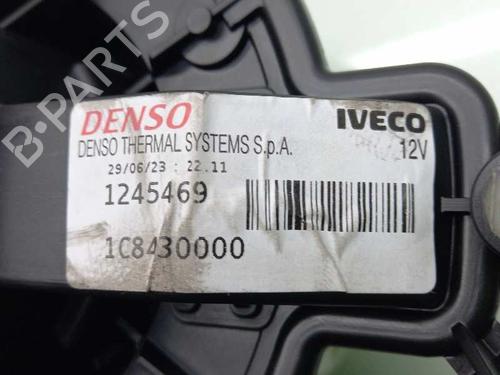 B-PARTS
DENSO IVECO
DENSO THERMAL SYSTEMS S.p.A. 12V
29/06/23 : 22.11
1245469
1C8430000